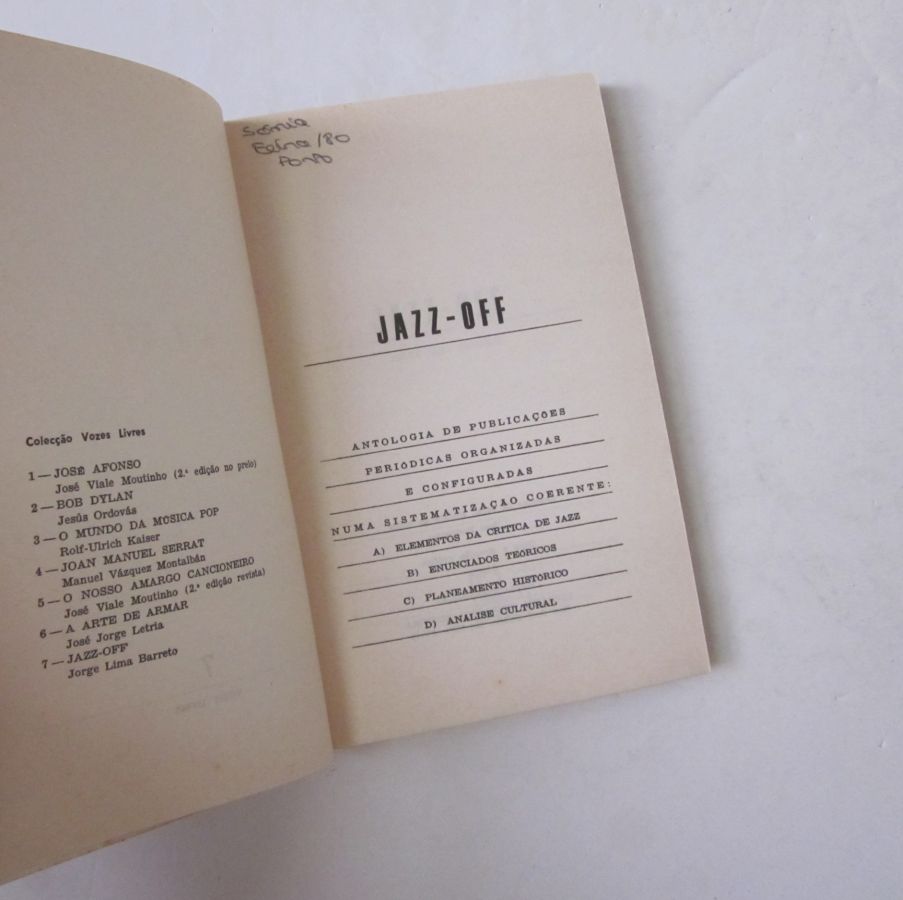 Colecção Vozes Livres
1 — JOSÉ AFONSO
José Viale Moutinho (2.ª edição no prelo)
2 — BOB DYLAN
Jesús Ordovás
3 — O MUNDO DA MÚSICA POP
Rolf-Ulrich Kaiser
4 — JOAN MANUEL SERRAT
Manuel Vázquez Montalbán
5 — O NOSSO AMARGO CANCIONEIRO
José Viale Moutinho (2.ª edição revista)
6 — A ARTE DE ARMAR
José Jorge Letria
7 — JAZZ-OFF
Jorge Lima Barreto
Sónia
/80
Porto
JAZZ-OFF
ANTOLOGIA DE PUBLICAÇÕES
PERIÓDICAS ORGANIZADAS
E CONFIGURADAS
NUMA SISTEMATIZAÇÃO COERENTE:
A) ELEMENTOS DA CRITICA DE JAZZ
B) ENUNCIADOS TEÓRICOS
C) PLANEAMENTO HISTÓRICO
D) ANALISE CULTURAL